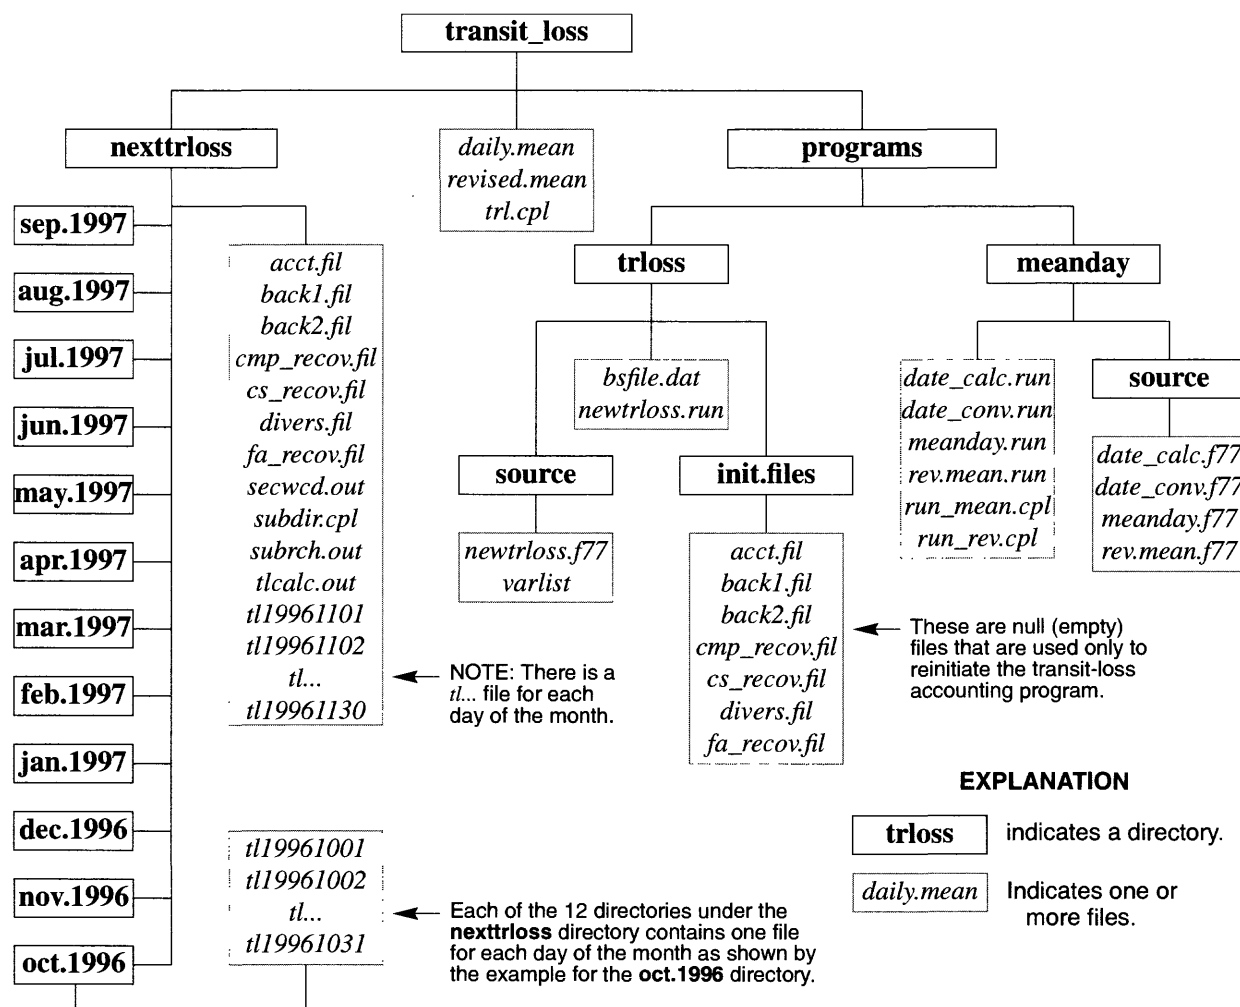 transit_loss
nexttrloss
daily.mean
revised.mean
trl.cpl
programs
sep.1997
aug.1997
jul.1997
jun.1997
may.1997
apr.1997
mar.1997
feb.1997
jan.1997
dec.1996
nov.1996
oct.1996
acct.fil
back1.fil
back2.fil
cmp_recov.fil
cs_recov.fil
divers.fil
fa_recov.fil
secwcd.out
subdir.cpl
subrch.out
tlcalc.out
tl19961101
tl19961102
tl...
tl19961130
NOTE: There is a
tl... file for each
day of the month.
tl19961001
tl19961002
tl...
tl19961031
Each of the 12 directories under the
nexttrloss directory contains one file
for each day of the month as shown by
the example for the oct.1996 directory.
trloss
bsfile.dat
newtrloss.run
source
newtrloss.f77
varlist
init.files
acct.fil
back1.fil
back2.fil
cmp_recov.fil
cs_recov.fil
divers.fil
fa_recov.fil
These are null (empty)
files that are used only to
reinitiate the transit-loss
accounting program.
meanday
date_calc.run
date_conv.run
meanday.run
rev.mean.run
run_mean.cpl
run_rev.cpl
source
date_calc.f77
date_conv.f77
meanday.f77
rev.mean.f77
EXPLANATION
trloss
indicates a directory.
daily.mean
Indicates one or
more files.